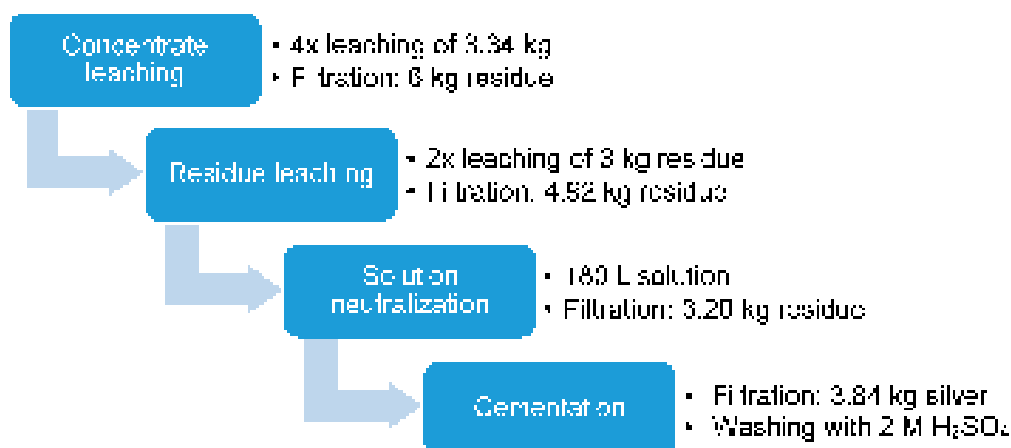 Concentrate
leaching
• 4x leaching of 3.34 kg
• Filtration: 6 kg residue
Residue leaching
• 2x leaching of 3 kg residue
• Filtration: 4.52 kg residue
Solution
neutralization
• 180 L solution
• Filtration: 3.20 kg residue
Cementation
• Filtration: 3.84 kg silver
• Washing with 2 M H₂SO₄